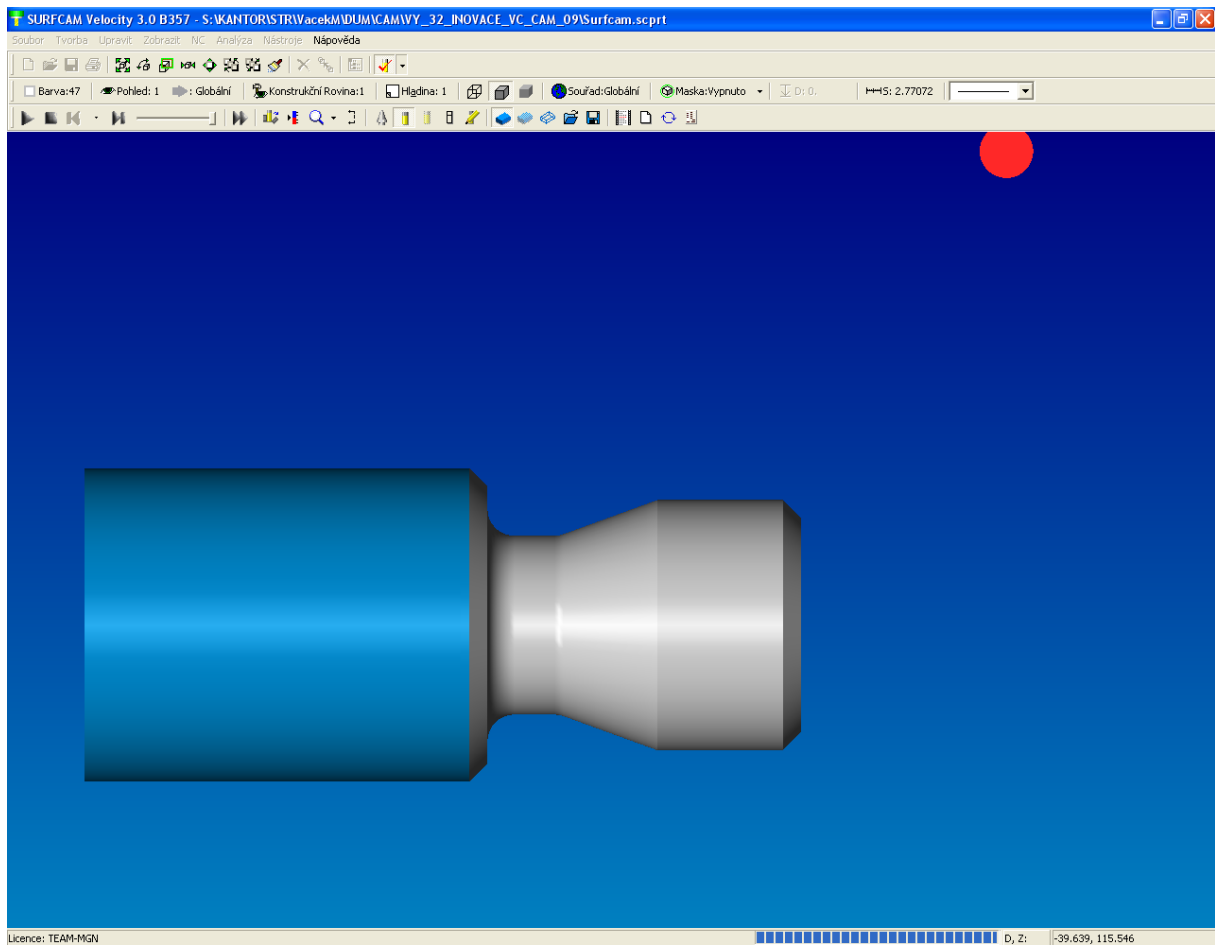 SURFCAM Velocity 3.0 B357 - S:\KANTOR\STR\VacekM\DUM\CAM\VY_32_INOVACE_VC_CAM_09\Surfcam.scprt
Soubor Tvorba Upravit Zobrazit NC Analýza Nástroje Nápověda
Barva:47 Pohled: 1 : Globální Konstrukční Rovina:1 Hladina: 1 Souřad:Globální Maska:Vypnuto D: 0. S: 2.77072
Licence: TEAM-MGN D, Z: -39.639, 115.546